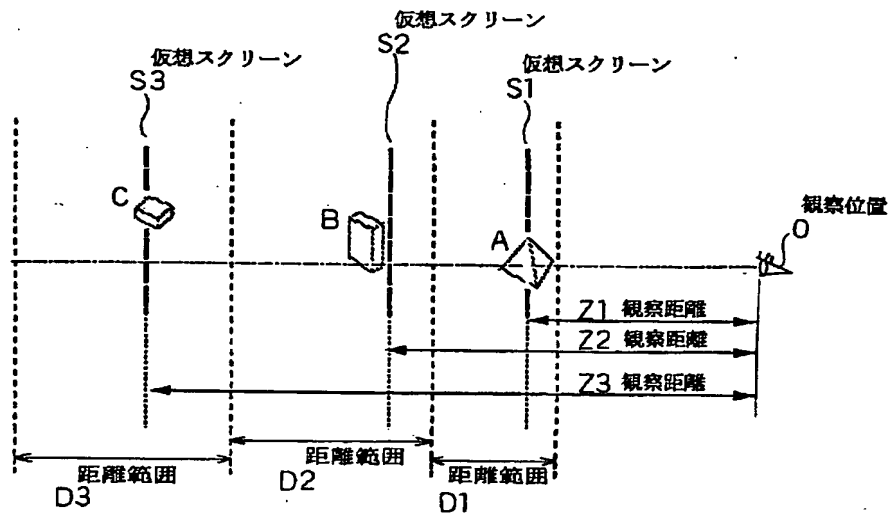 仮想スクリーン
S2
仮想スクリーン
S3
仮想スクリーン
S1
C
B
A
観察位置
O
Z1 観察距離
Z2 観察距離
Z3 観察距離
距離範囲
D3
距離範囲
D2
距離範囲
D1